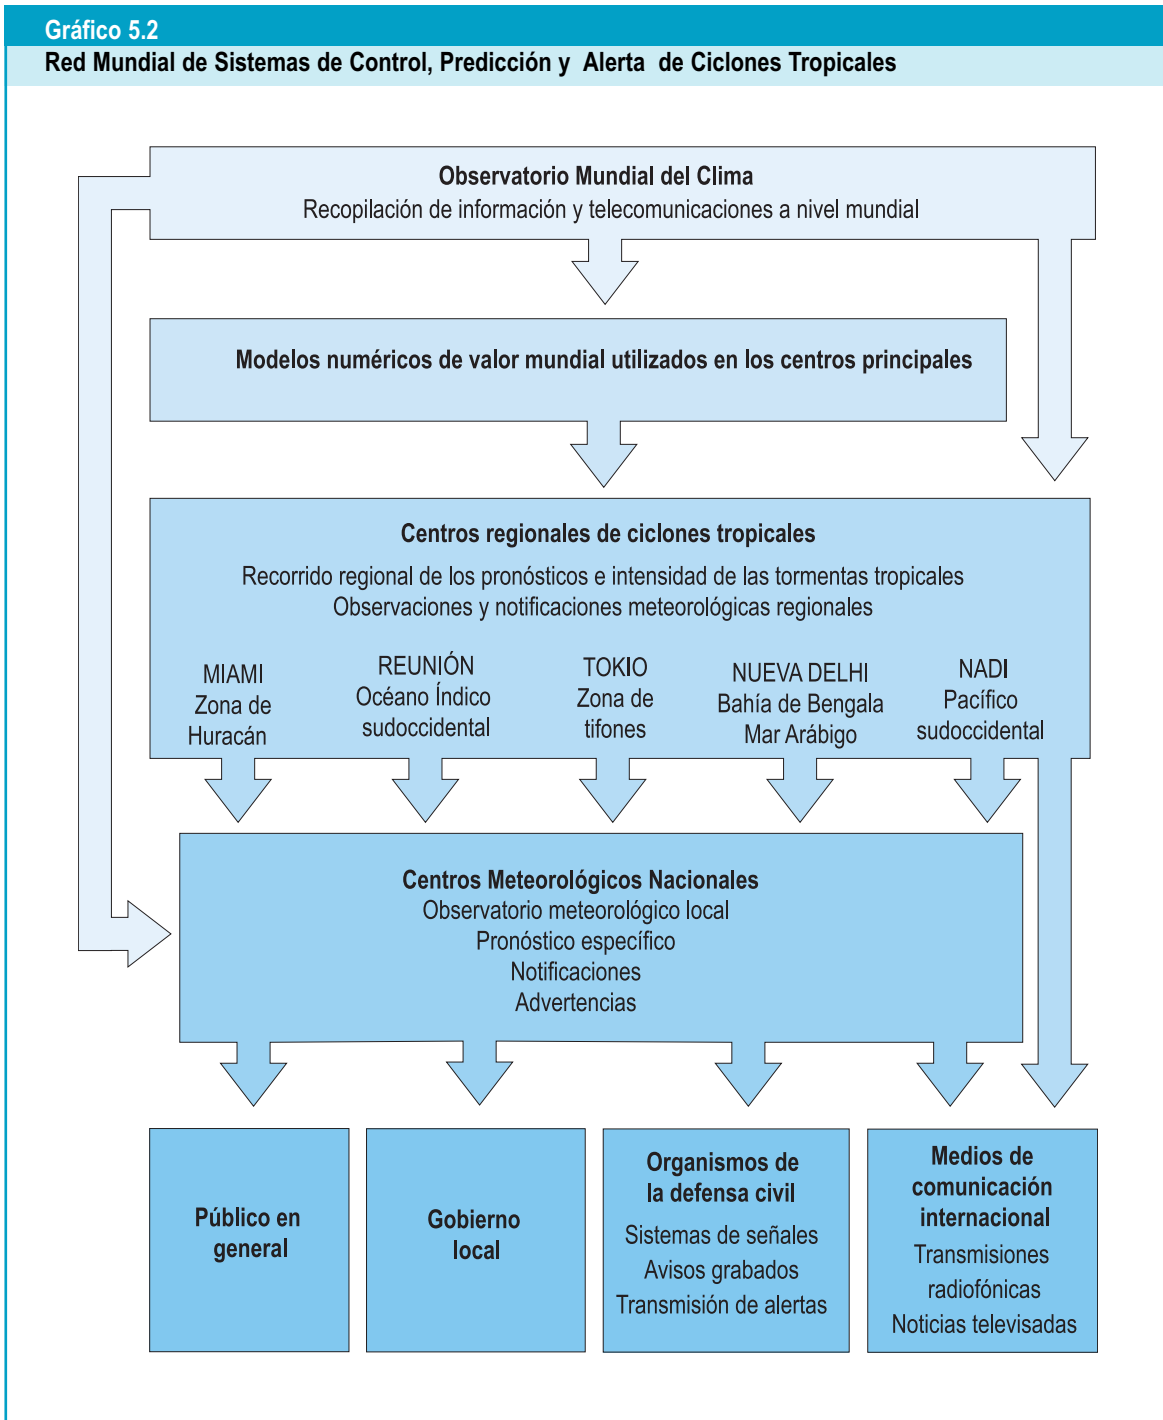 Gráfico 5.2
Red Mundial de Sistemas de Control, Predicción y Alerta de Ciclones Tropicales
Observatorio Mundial del Clima
Recopilación de información y telecomunicaciones a nivel mundial
Modelos numéricos de valor mundial utilizados en los centros principales
Centros regionales de ciclones tropicales
Recorrido regional de los pronósticos e intensidad de las tormentas tropicales
Observaciones y notificaciones meteorológicas regionales
MIAMI
Zona de
Huracán
REUNIÓN
Océano Índico
sudoccidental
TOKIO
Zona de
tifones
NUEVA DELHI
Bahía de Bengala
Mar Arábigo
NADI
Pacífico
sudoccidental
Centros Meteorológicos Nacionales
Observatorio meteorológico local
Pronóstico específico
Notificaciones
Advertencias
Público en
general
Gobierno
local
Organismos de
la defensa civil
Sistemas de señales
Avisos grabados
Transmisión de alertas
Medios de
comunicación
internacional
Transmisiones
radiofónicas
Noticias televisadas